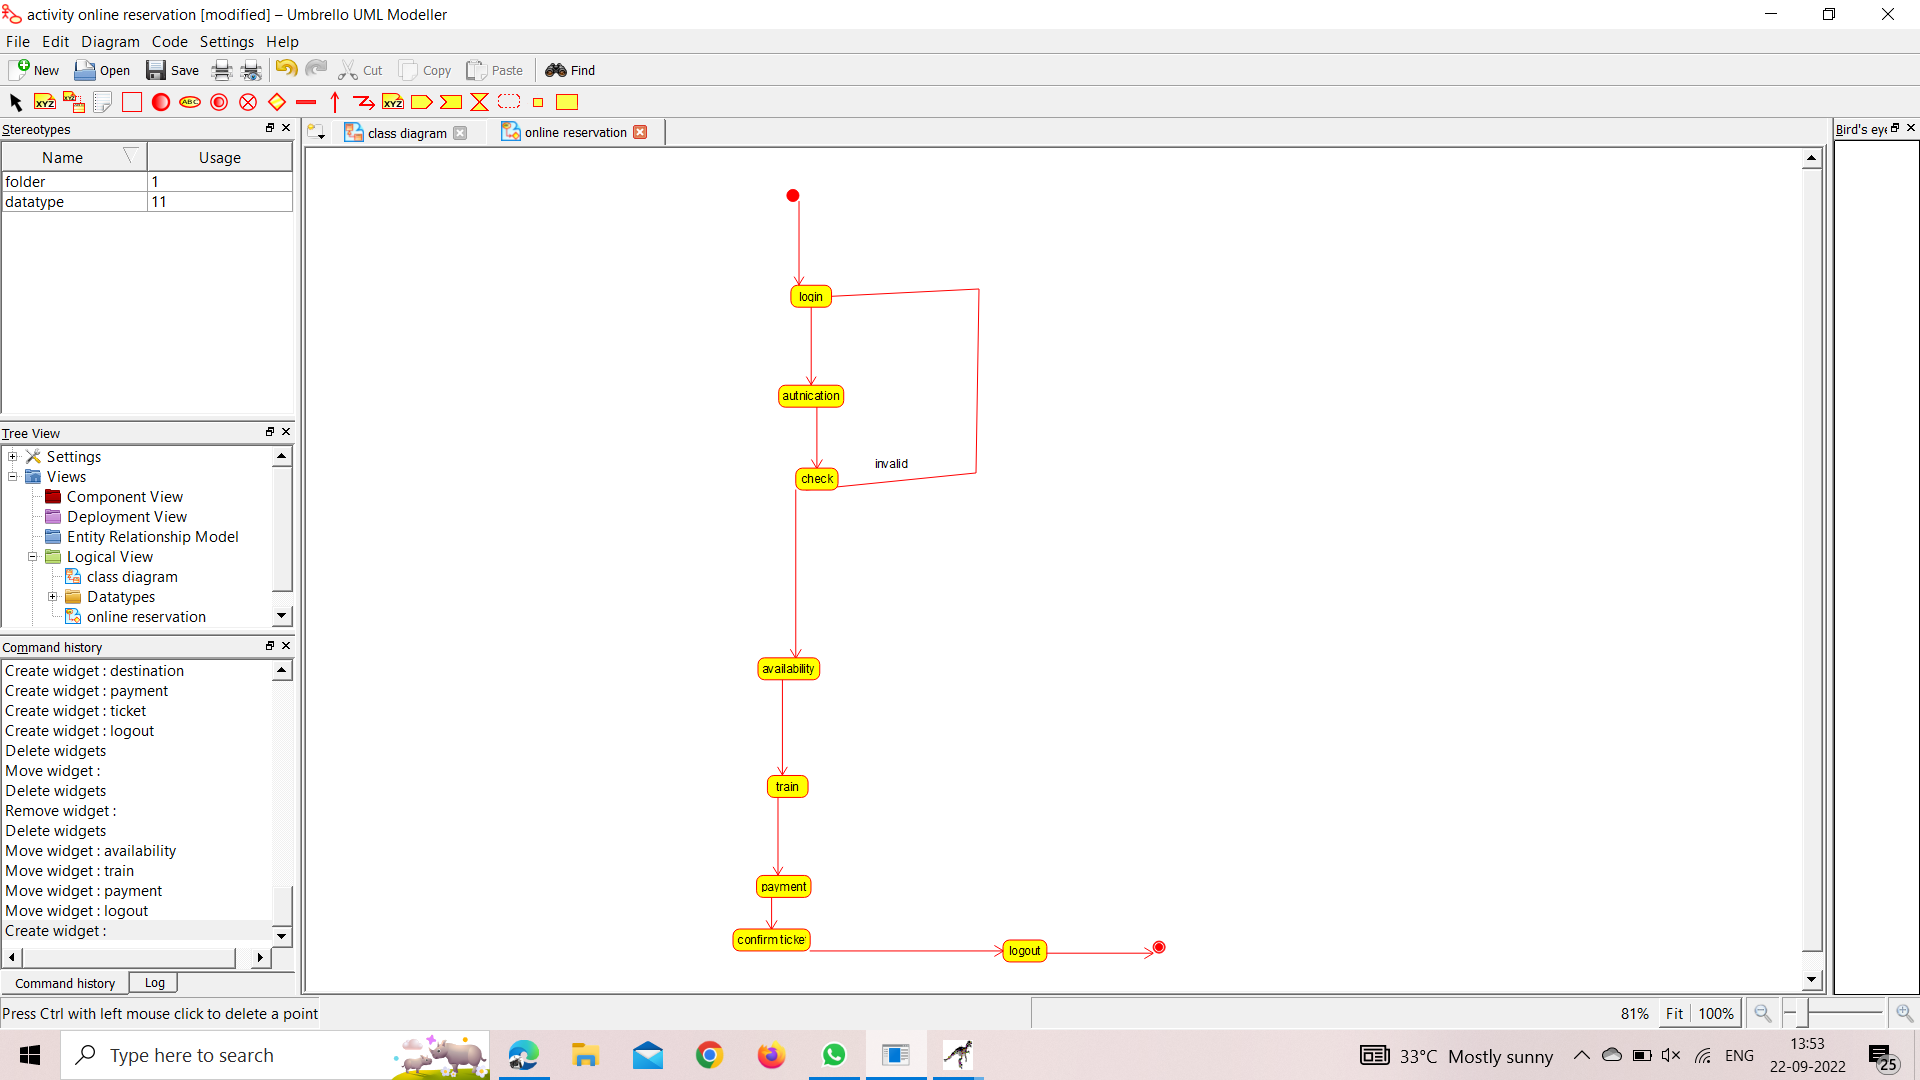 activity online reservation [modified] – Umbrello UML Modeller
File Edit Diagram Code Settings Help
New Open Save Cut Copy Paste Find
XYZ ABC XYZ
Stereotypes
Name Usage
folder 1
datatype 11
Tree View
Settings
Views
Component View
Deployment View
Entity Relationship Model
Logical View
class diagram
Datatypes
online reservation
Command history
Create widget : destination
Create widget : payment
Create widget : ticket
Create widget : logout
Delete widgets
Move widget :
Delete widgets
Remove widget :
Delete widgets
Move widget : availability
Move widget : train
Move widget : payment
Move widget : logout
Create widget :
Command history Log
class diagram online reservation
login
autnication
invalid
check
availability
train
payment
confirm ticke
logout
Bird's eye
Press Ctrl with left mouse click to delete a point
81% Fit 100%
Type here to search
33°C Mostly sunny
ENG
13:53
22-09-2022
25